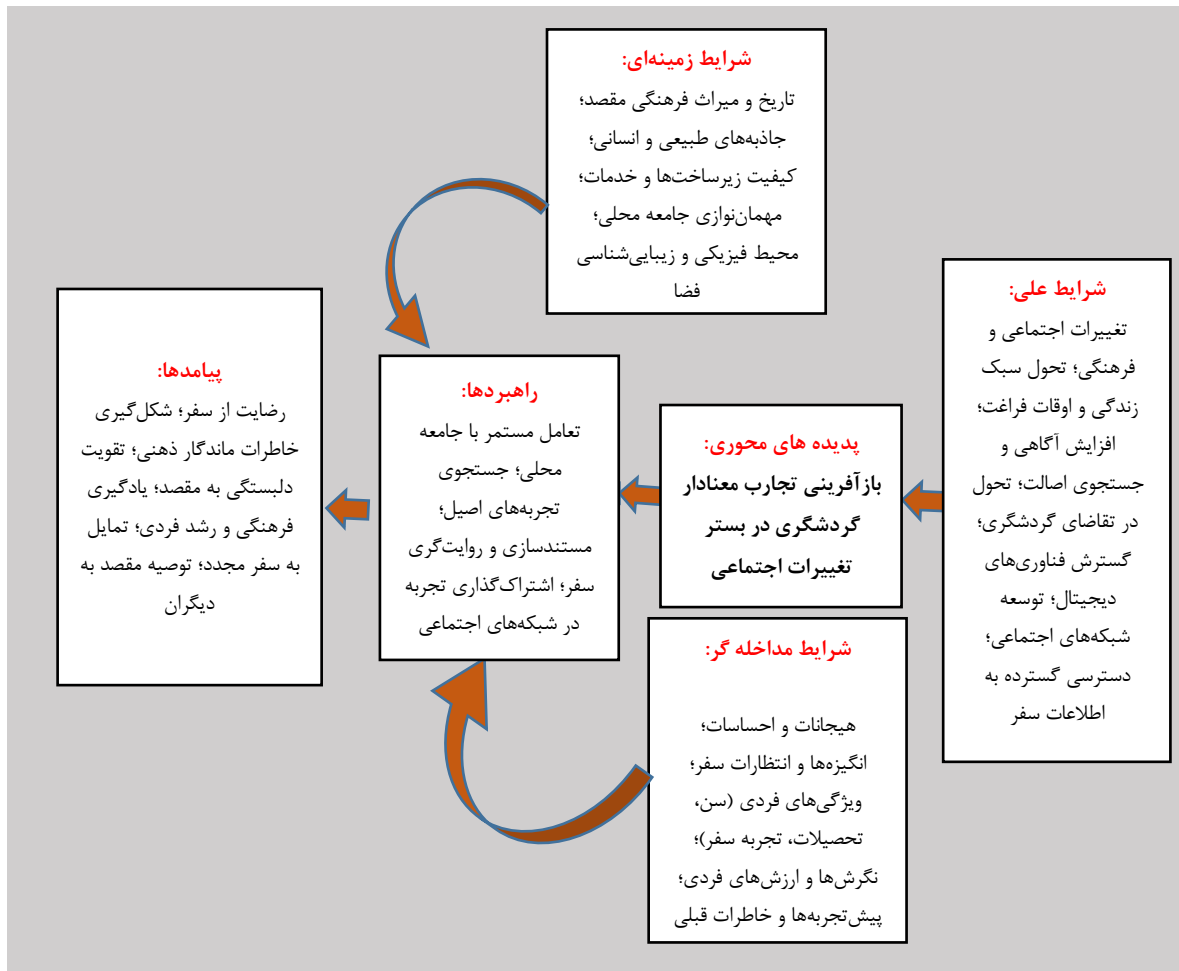 شرایط زمینه‌ای:
تاریخ و میراث فرهنگی مقصد؛
جاذبه‌های طبیعی و انسانی؛
کیفیت زیرساخت‌ها و خدمات؛
مهمان‌نوازی جامعه محلی؛
محیط فیزیکی و زیبایی‌شناسی
فضا
شرایط علی:
تغییرات اجتماعی و
فرهنگی؛ تحول سبک
زندگی و اوقات فراغت؛
افزایش آگاهی و
جستجوی اصالت؛ تحول
در تقاضای گردشگری؛
گسترش فناوری‌های
دیجیتال؛ توسعه
شبکه‌های اجتماعی؛
دسترسی گسترده به
اطلاعات سفر
پدیده های محوری:
بازآفرینی تجارب معنادار
گردشگری در بستر
تغییرات اجتماعی
راهبردها:
تعامل مستمر با جامعه
محلی؛ جستجوی
تجربه‌های اصیل؛
مستندسازی و روایت‌گری
سفر؛ اشتراک‌گذاری تجربه
در شبکه‌های اجتماعی
پیامدها:
رضایت از سفر؛ شکل‌گیری
خاطرات ماندگار ذهنی؛ تقویت
دلبستگی به مقصد؛ یادگیری
فرهنگی و رشد فردی؛ تمایل
به سفر مجدد؛ توصیه مقصد به
دیگران
شرایط مداخله گر:
هیجانات و احساسات؛
انگیزه‌ها و انتظارات سفر؛
ویژگی‌های فردی (سن،
تحصیلات، تجربه سفر)؛
نگرش‌ها و ارزش‌های فردی؛
پیش‌تجربه‌ها و خاطرات قبلی